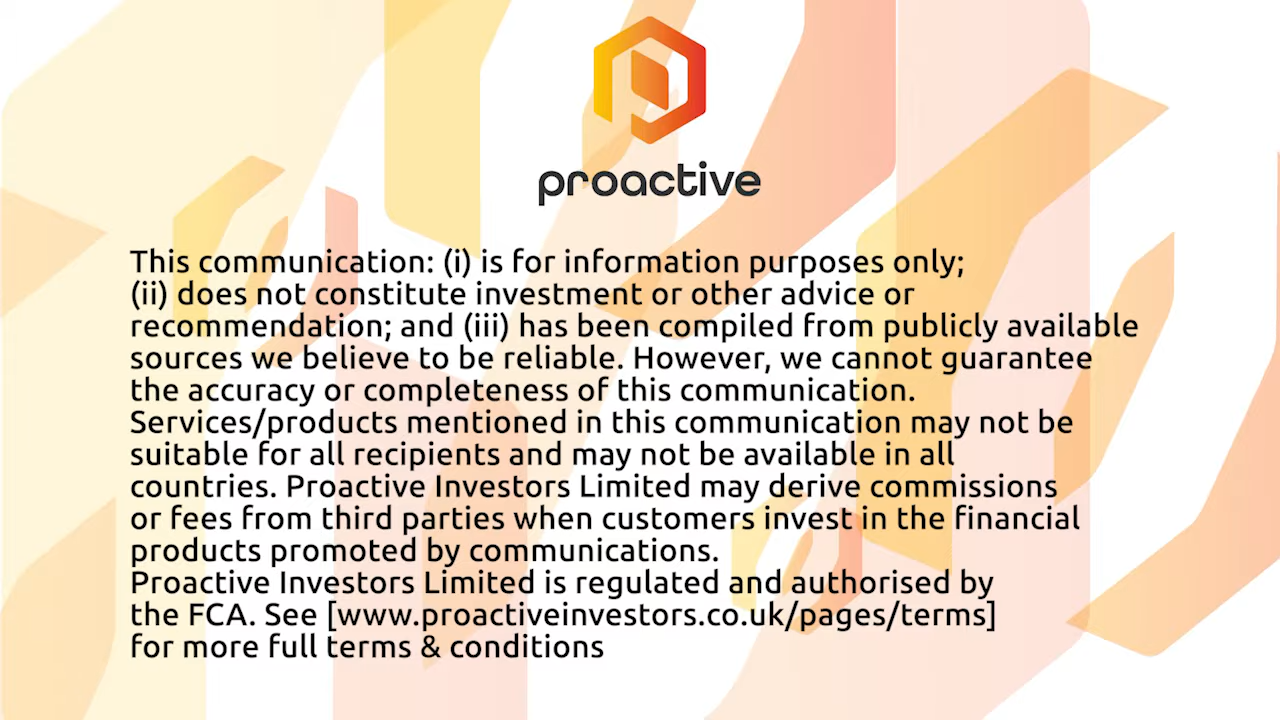 proactive
This communication: (i) is for information purposes only;
(ii) does not constitute investment or other advice or
recommendation; and (iii) has been compiled from publicly available
sources we believe to be reliable. However, we cannot guarantee
the accuracy or completeness of this communication.
Services/products mentioned in this communication may not be
suitable for all recipients and may not be available in all
countries. Proactive Investors Limited may derive commissions
or fees from third parties when customers invest in the financial
products promoted by communications.
Proactive Investors Limited is regulated and authorised by
the FCA. See [www.proactiveinvestors.co.uk/pages/terms]
for more full terms & conditions